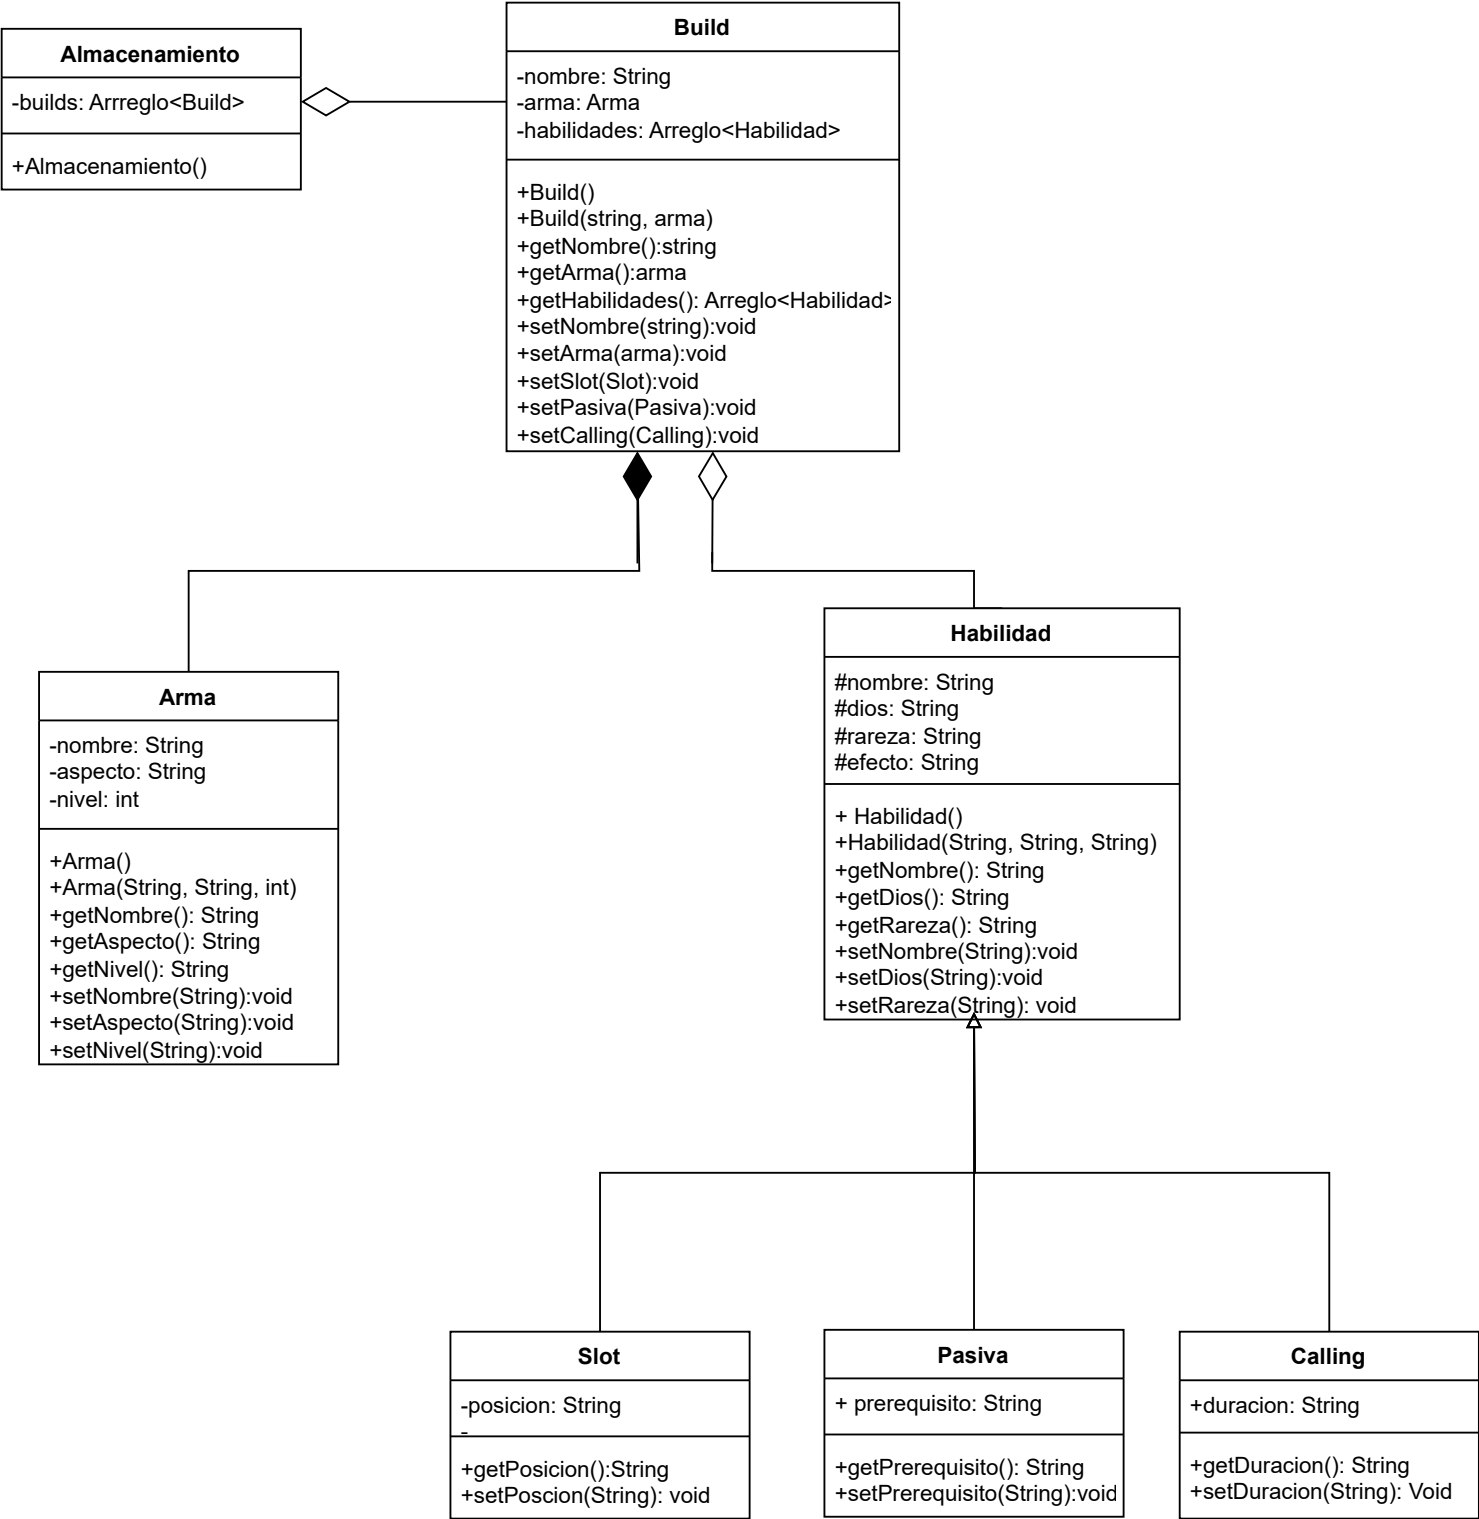 Almacenamiento
-builds: Arrreglo<Build>
+Almacenamiento()
Build
-nombre: String
-arma: Arma
-habilidades: Arreglo<Habilidad>
+Build()
+Build(string, arma)
+getNombre():string
+getArma():arma
+getHabilidades(): Arreglo<Habilidad>
+setNombre(string):void
+setArma(arma):void
+setSlot(Slot):void
+setPasiva(Pasiva):void
+setCalling(Calling):void
Arma
-nombre: String
-aspecto: String
-nivel: int
+Arma()
+Arma(String, String, int)
+getNombre(): String
+getAspecto(): String
+getNivel(): String
+setNombre(String):void
+setAspecto(String):void
+setNivel(String):void
Habilidad
#nombre: String
#dios: String
#rareza: String
#efecto: String
+ Habilidad()
+Habilidad(String, String, String)
+getNombre(): String
+getDios(): String
+getRareza(): String
+setNombre(String):void
+setDios(String):void
+setRareza(String): void
Slot
-posicion: String
-
+getPosicion():String
+setPoscion(String): void
Pasiva
+ prerequisito: String
+getPrerequisito(): String
+setPrerequisito(String):void
Calling
+duracion: String
+getDuracion(): String
+setDuracion(String): Void